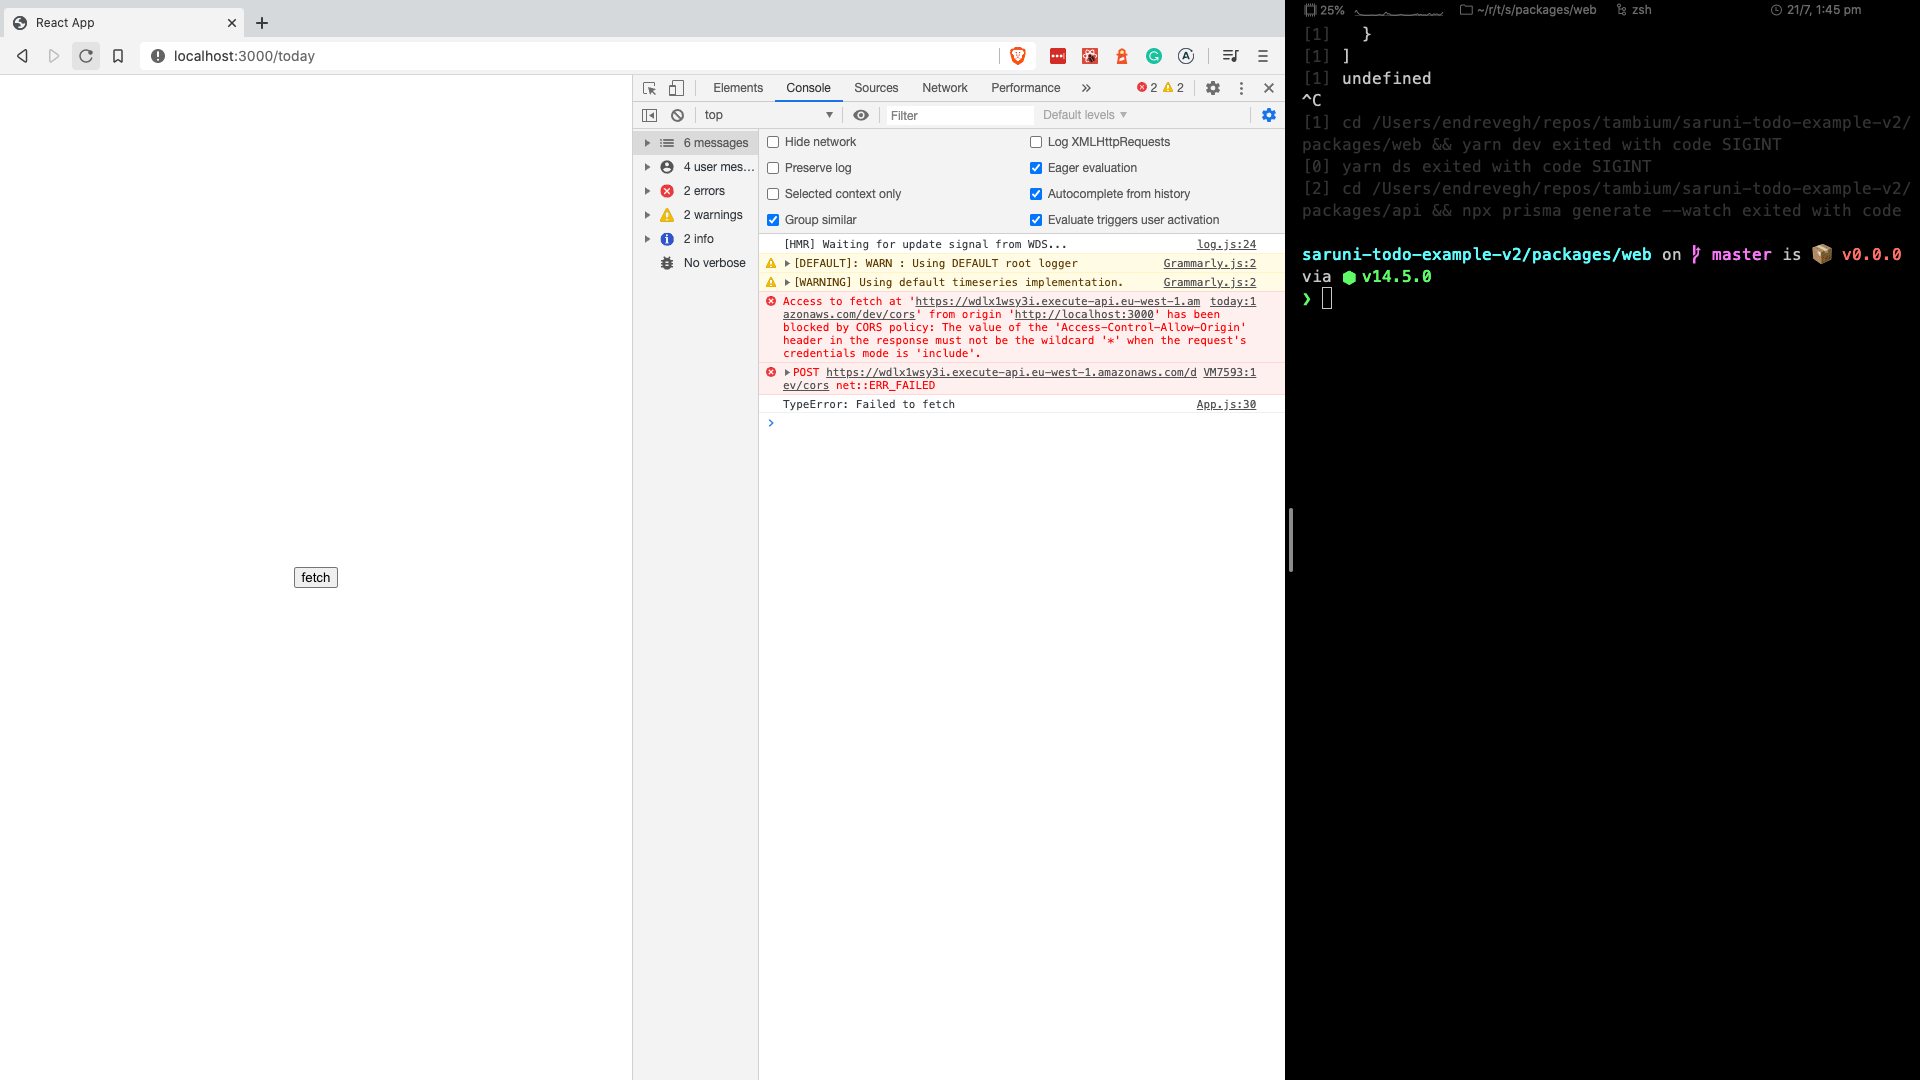 React App
localhost:3000/today
fetch
Elements Console Sources Network Performance » 2 2
top Filter Default levels
6 messages
4 user mes...
2 errors
2 warnings
2 info
No verbose
Hide network Log XMLHttpRequests
Preserve log Eager evaluation
Selected context only Autocomplete from history
Group similar Evaluate triggers user activation
[HMR] Waiting for update signal from WDS... log.js:24
[DEFAULT]: WARN : Using DEFAULT root logger Grammarly.js:2
[WARNING] Using default timeseries implementation. Grammarly.js:2
Access to fetch at 'https://wdlx1wsy3i.execute-api.eu-west-1.am today:1
azonaws.com/dev/cors' from origin 'http://localhost:3000' has been
blocked by CORS policy: The value of the 'Access-Control-Allow-Origin'
header in the response must not be the wildcard '*' when the request's
credentials mode is 'include'.
POST https://wdlx1wsy3i.execute-api.eu-west-1.amazonaws.com/d VM7593:1
ev/cors net::ERR_FAILED
TypeError: Failed to fetch App.js:30
>
25% ~/r/t/s/packages/web zsh 21/7, 1:45 pm
[1] }
[1] ]
[1] undefined
^C
[1] cd /Users/endrevegh/repos/tambium/saruni-todo-example-v2/
packages/web && yarn dev exited with code SIGINT
[0] yarn ds exited with code SIGINT
[2] cd /Users/endrevegh/repos/tambium/saruni-todo-example-v2/
packages/api && npx prisma generate --watch exited with code
saruni-todo-example-v2/packages/web on master is v0.0.0
via v14.5.0
❯